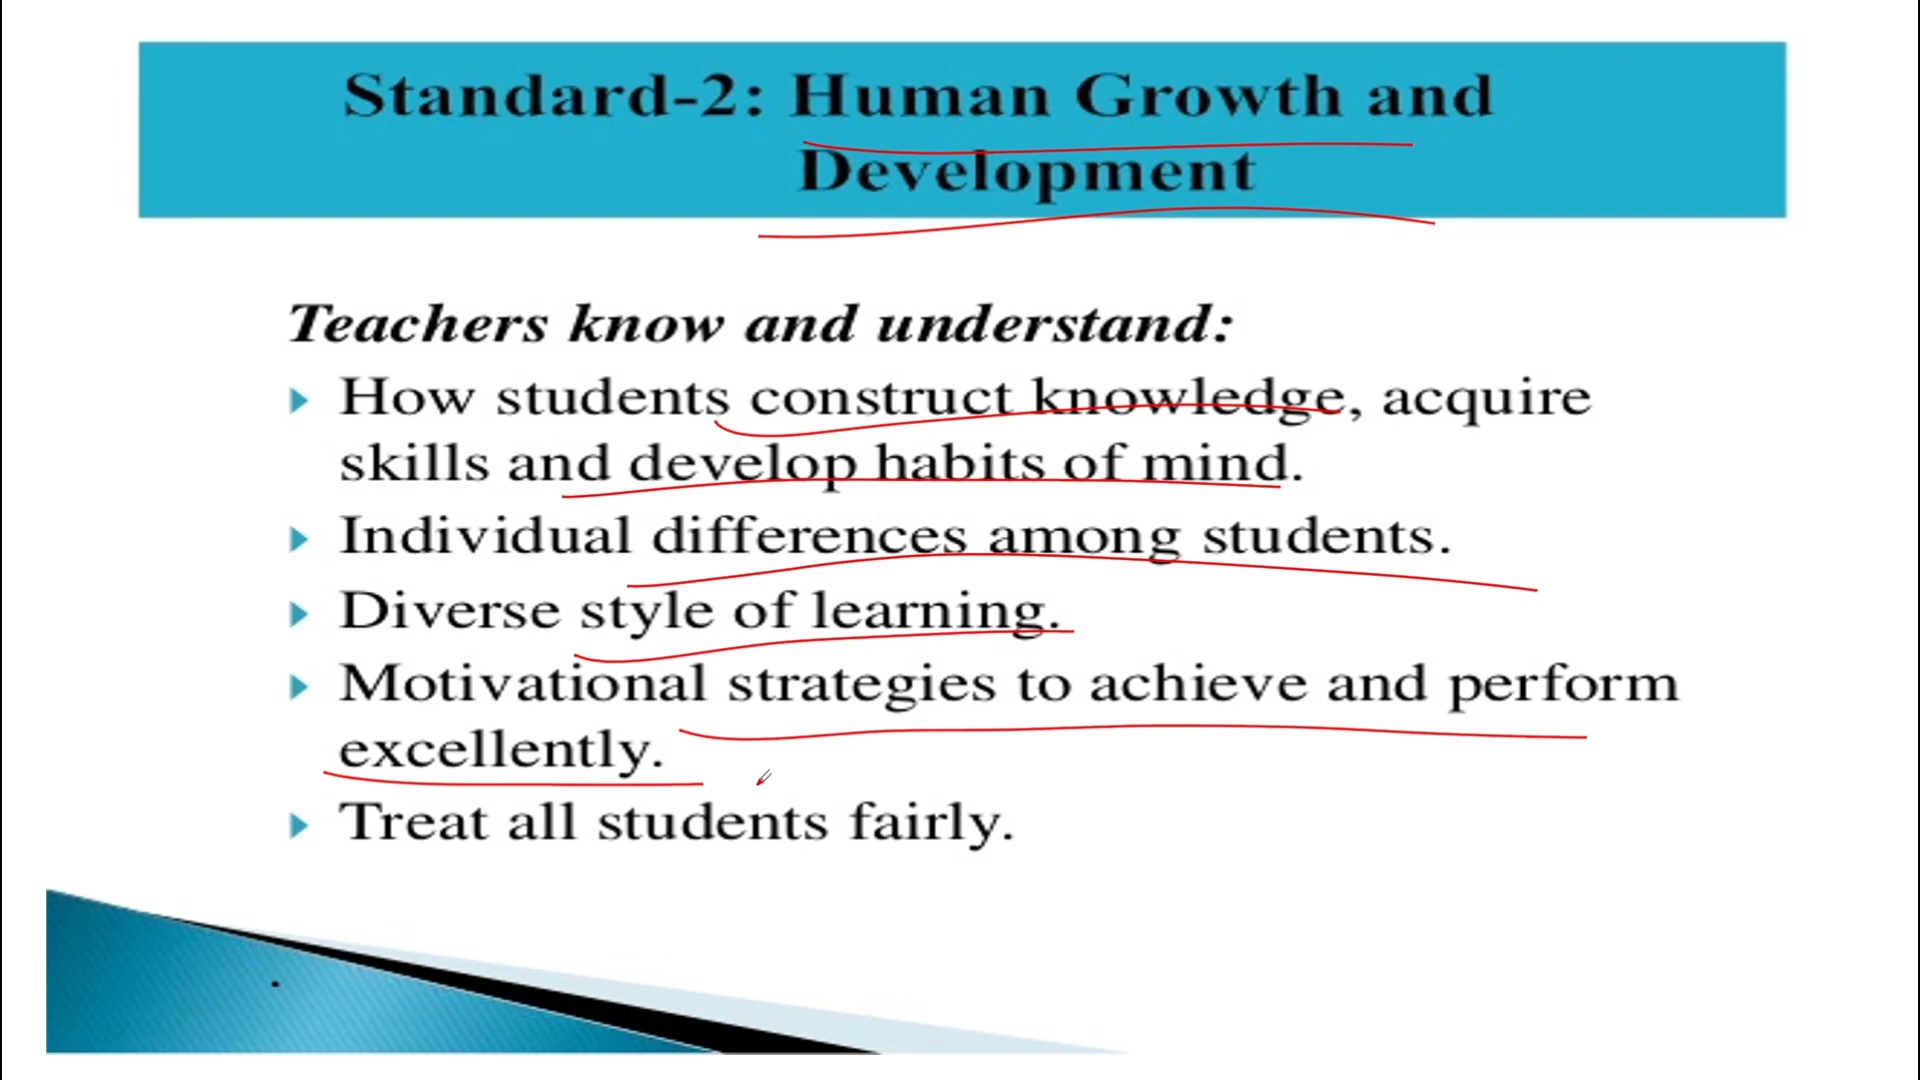 Standard-2: Human Growth and
Development
Teachers know and understand:
How students construct knowledge, acquire
skills and develop habits of mind.
Individual differences among students.
Diverse style of learning.
Motivational strategies to achieve and perform
excellently.
Treat all students fairly.